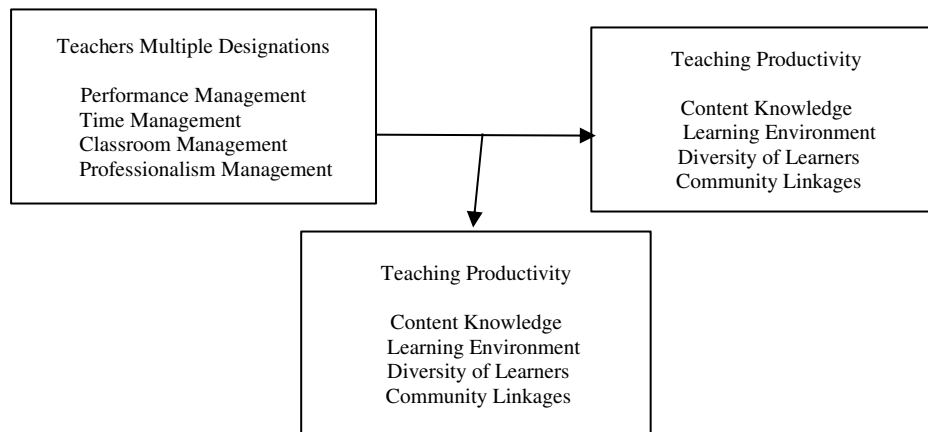 Teachers Multiple Designations
Performance Management
Time Management
Classroom Management
Professionalism Management
Teaching Productivity
Content Knowledge
Learning Environment
Diversity of Learners
Community Linkages
Teaching Productivity
Content Knowledge
Learning Environment
Diversity of Learners
Community Linkages